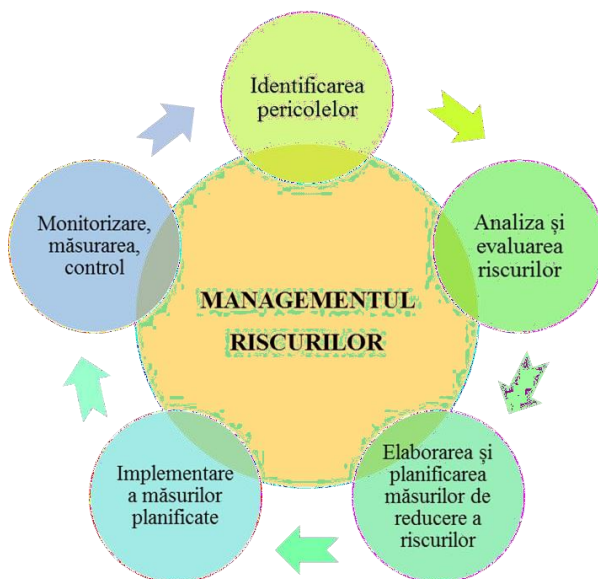 Identificarea
pericolelor
Analiza și
evaluarea
riscurilor
Elaborarea și
planificarea
măsurilor de
reducere a
riscurilor
Implementare
a măsurilor
planificate
Monitorizare,
măsurarea,
control
MANAGEMENTUL
RISCURILOR